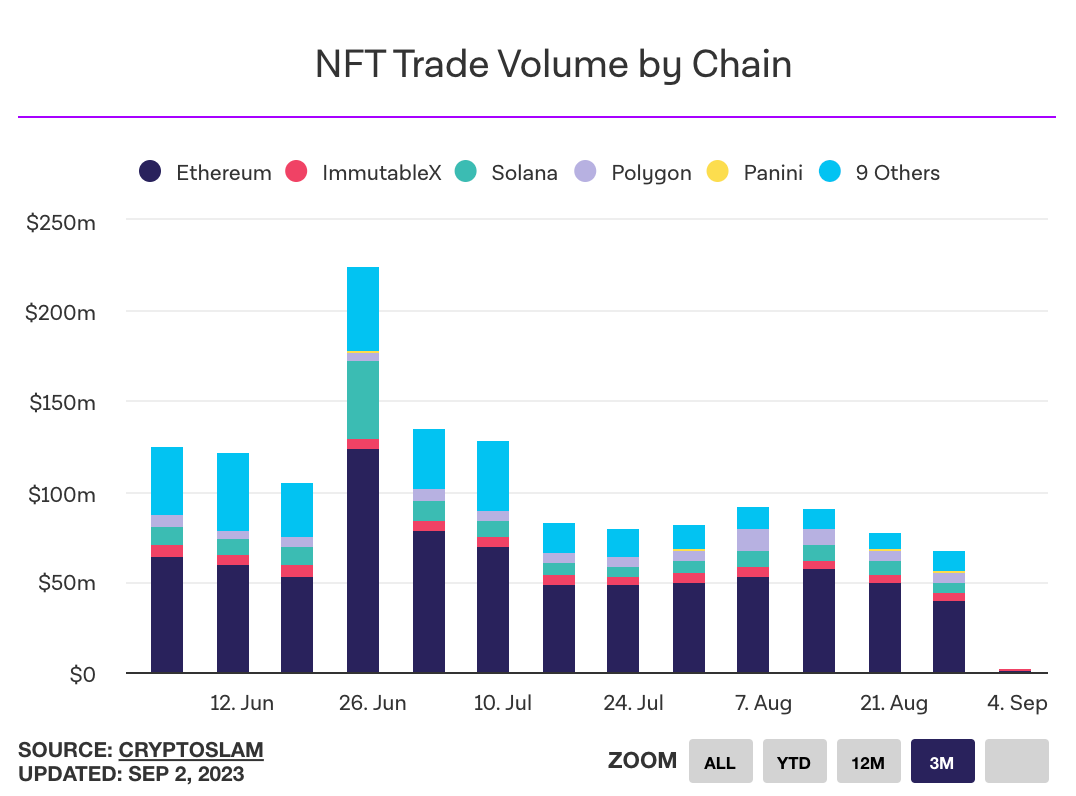 NFT Trade Volume by Chain
Ethereum ImmutableX Solana Polygon Panini 9 Others
$250m
$200m
$150m
$100m
$50m
$0
12. Jun 26. Jun 10. Jul 24. Jul 7. Aug 21. Aug 4. Sep
SOURCE: CRYPTOSLAM
UPDATED: SEP 2, 2023
ZOOM ALL YTD 12M 3M